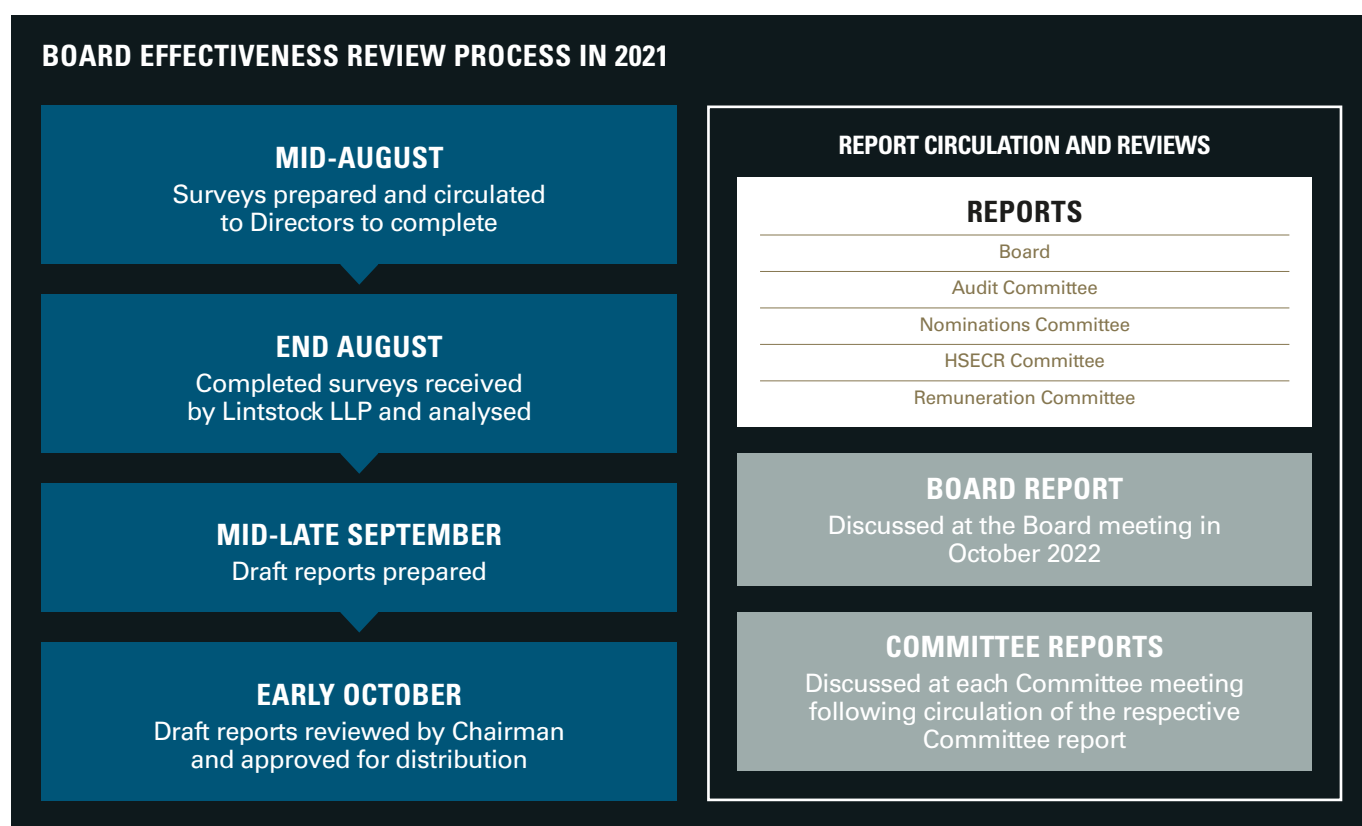 BOARD EFFECTIVENESS REVIEW PROCESS IN 2021
MID-AUGUST
Surveys prepared and circulated
to Directors to complete
END AUGUST
Completed surveys received
by Lintstock LLP and analysed
MID-LATE SEPTEMBER
Draft reports prepared
EARLY OCTOBER
Draft reports reviewed by Chairman
and approved for distribution
REPORT CIRCULATION AND REVIEWS
REPORTS
Board
Audit Committee
Nominations Committee
HSECR Committee
Remuneration Committee
BOARD REPORT
Discussed at the Board meeting in
October 2022
COMMITTEE REPORTS
Discussed at each Committee meeting
following circulation of the respective
Committee report